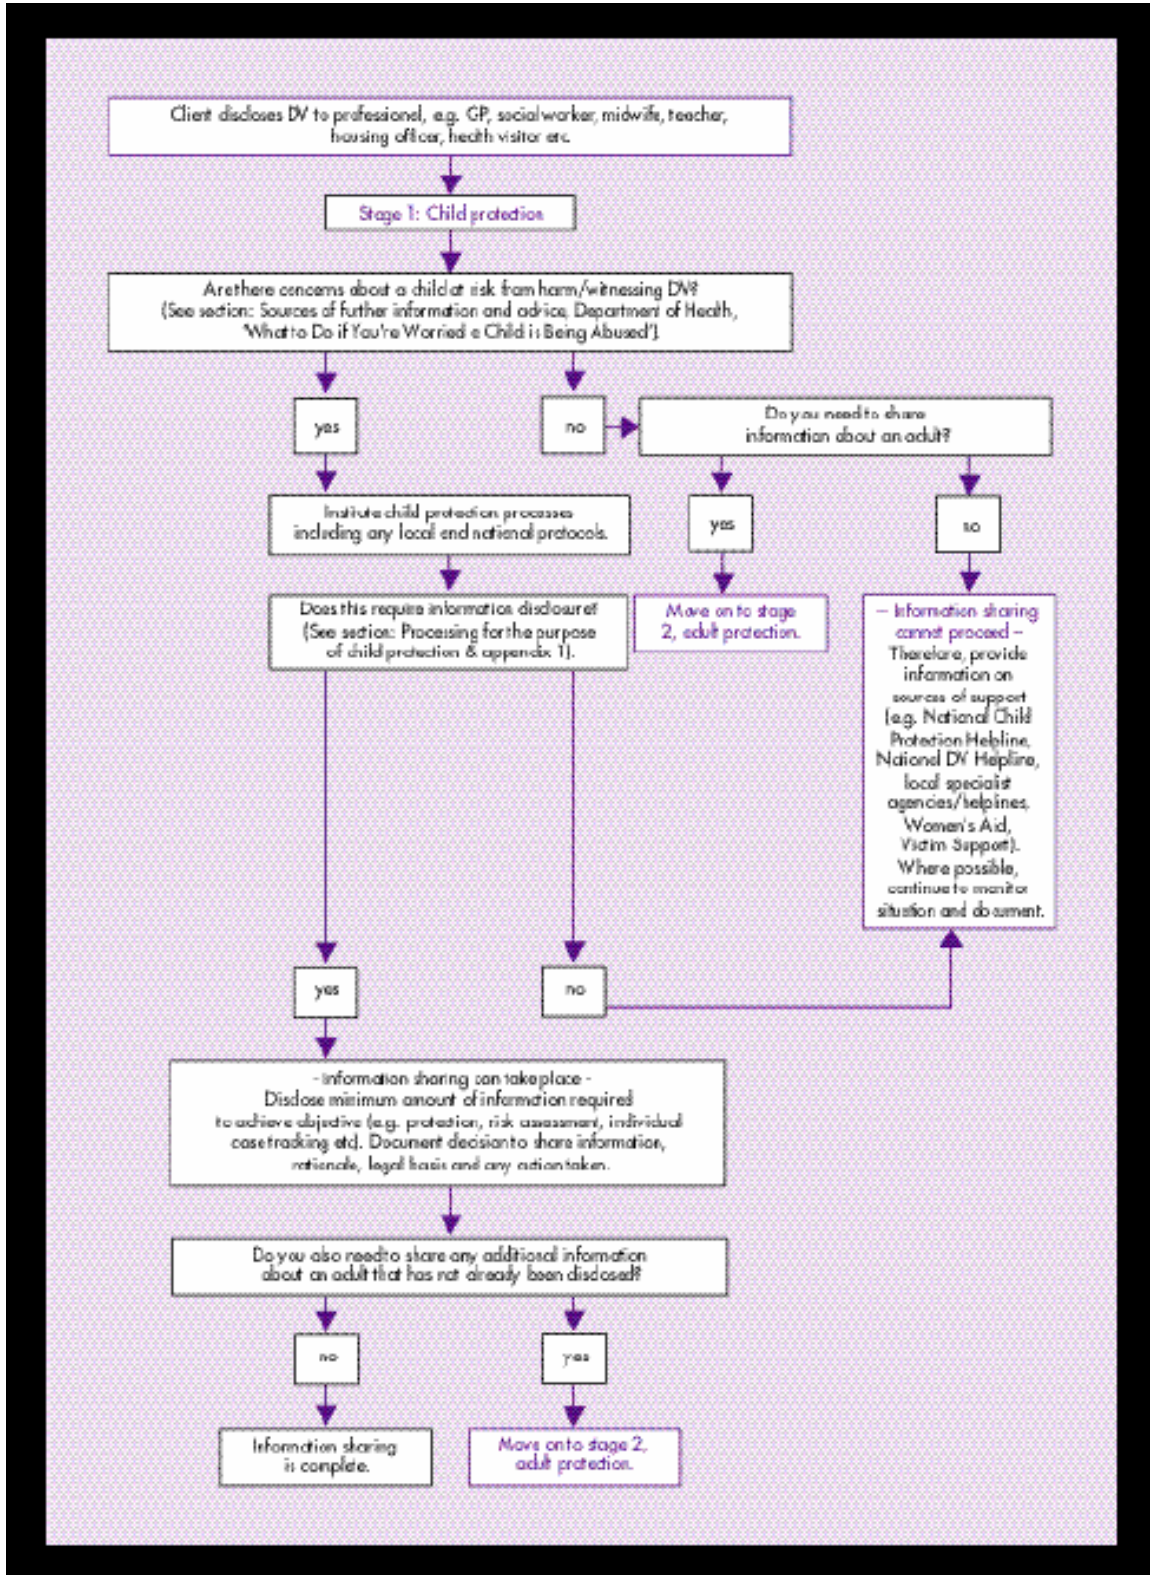 Client discloses DV to professional, e.g. GP, social worker, midwife, teacher,
housing officer, health visitor etc.
Stage 1: Child protection
Are there concerns about a child at risk from harm/witnessing DV?
(See section: Sources of further information and advice, Department of Health,
'What to Do if You're Worried a Child is Being Abused').
yes
no
Do you need to share
information about an adult?
yes
no
Institute child protection processes
including any local and national protocols.
Does this require information disclosure?
(See section: Processing for the purpose
of child protection & appendix 1).
Move on to stage
2, adult protection.
– Information sharing
cannot proceed –
Therefore, provide
information on
sources of support
(e.g. National Child
Protection Helpline,
National DV Helpline,
local specialist
agencies/helplines,
Women's Aid,
Victim Support).
Where possible,
continue to monitor
situation and document.
yes
no
- Information sharing can take place -
Disclose minimum amount of information required
to achieve objective (e.g. protection, risk assessment, individual
case tracking etc). Document decision to share information,
rationale, legal basis and any action taken.
Do you also need to share any additional information
about an adult that has not already been disclosed?
no
yes
Information sharing
is complete.
Move on to stage 2,
adult protection.